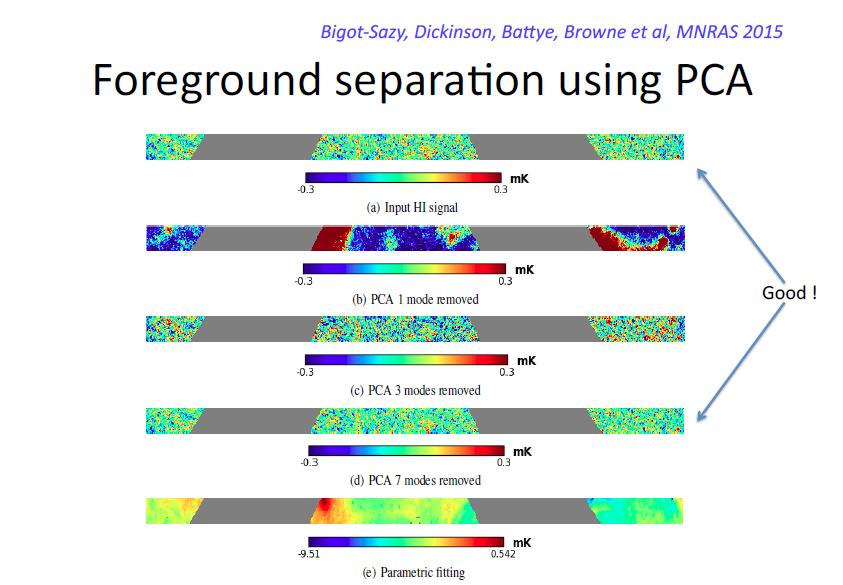 Bigot-Sazy, Dickinson, Battye, Browne et al, MNRAS 2015
Foreground separation using PCA
mK
-0.3 0.3
(a) Input HI signal
mK
-0.3 0.3
(b) PCA 1 mode removed
Good !
mK
-0.3 0.3
(c) PCA 3 modes removed
mK
-0.3 0.3
(d) PCA 7 modes removed
mK
-9.51 0.542
(e) Parametric fitting